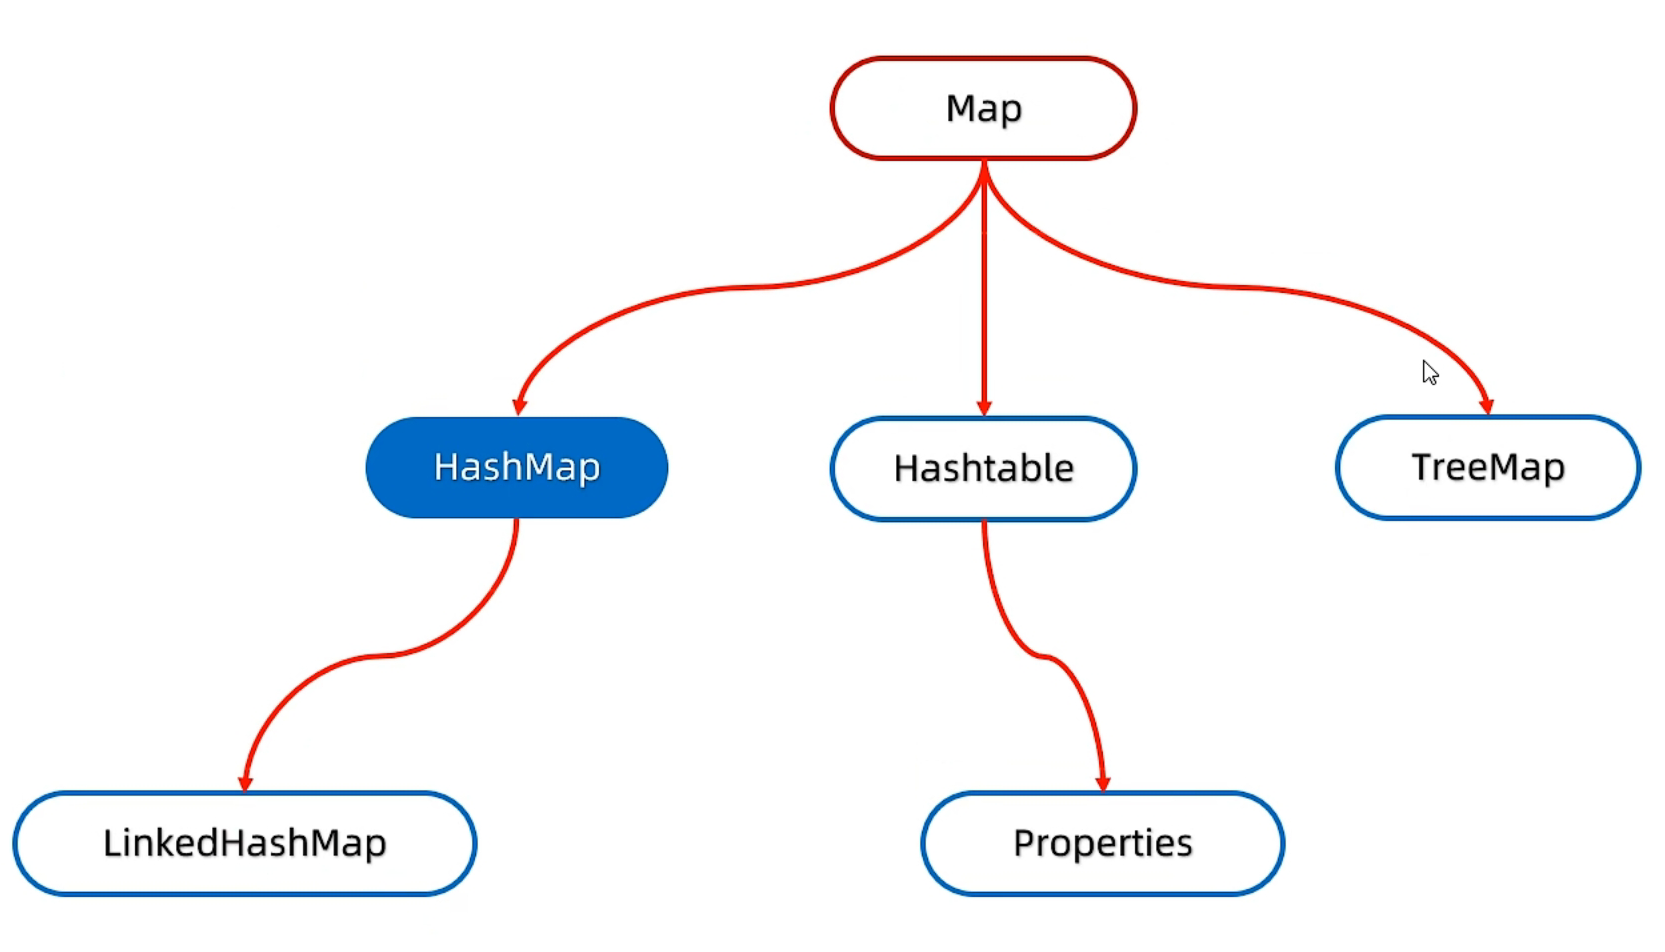 Map
HashMap
Hashtable
TreeMap
LinkedHashMap
Properties